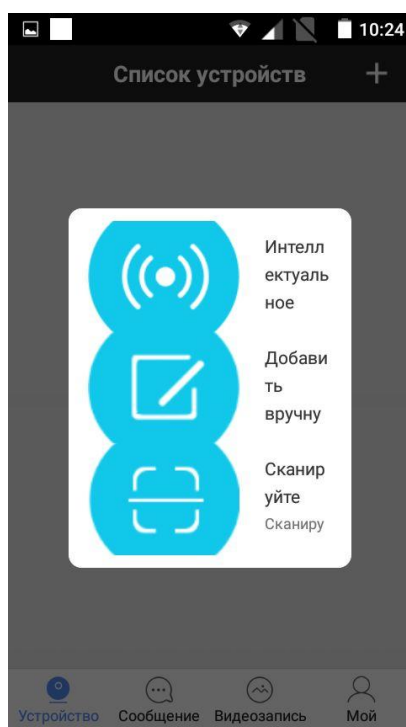 10:24
Список устройств
Интелл
ектуаль
ное
Добави
ть
вручну
Сканир
уйте
Сканиру
Устройство Сообщение Видеозапись Мой